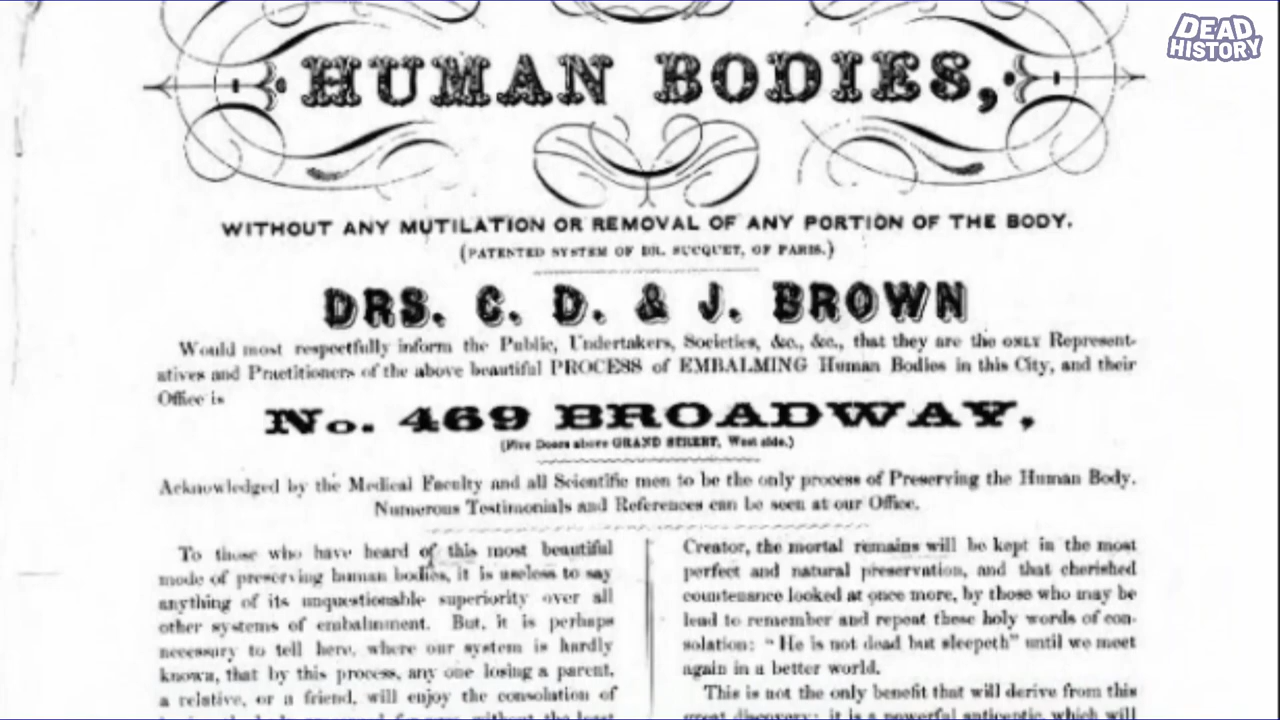 DEAD
HISTORY
HUMAN BODIES,
WITHOUT ANY MUTILATION OR REMOVAL OF ANY PORTION OF THE BODY.
(PATENTED SYSTEM OF DR. SUCQUET, OF PARIS.)
DRS. C. D. & J. BROWN
Would most respectfully inform the Public, Undertakers, Societies, &c., &c., that they are the ONLY Represent-
atives and Practitioners of the above beautiful PROCESS of EMBALMING Human Bodies in this City, and their
Office is
No. 469 BROADWAY,
(Five Doors above GRAND STREET, West side.)
Acknowledged by the Medical Faculty and all Scientific men to be the only process of Preserving the Human Body.
Numerous Testimonials and References can be seen at our Office.
To those who have heard of this most beautiful
mode of preserving human bodies, it is useless to say
anything of its unquestionable superiority over all
other systems of embalment. But, it is perhaps
necessary to tell here, where our system is hardly
known, that by this process, any one losing a parent,
a relative, or a friend, will enjoy the consolation of
Creator, the mortal remains will be kept in the most
perfect and natural preservation, and that cherished
countenance looked at once more, by those who may be
lead to remember and repeat these holy words of con-
solation: "He is not dead but sleepeth" until we meet
again in a better world.
This is not the only benefit that will derive from this
great discovery: it is a powerful antiseptic which will